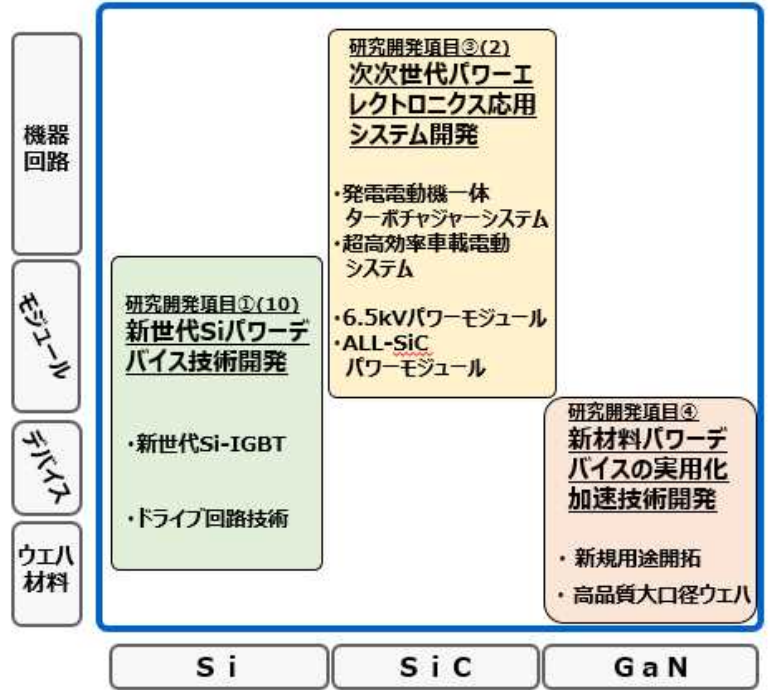 機器
回路
モジュール
デバイス
ウエハ
材料
研究開発項目①(10)
新世代Siパワーデ
バイス技術開発
・新世代Si-IGBT
・ドライブ回路技術
研究開発項目③(2)
次次世代パワーエ
レクトロニクス応用
システム開発
・発電電動機一体
ターボチャジャーシステム
・超高効率車載電動
システム
・6.5kVパワーモジュール
・ALL-SiC
パワーモジュール
研究開発項目④
新材料パワーデ
バイスの実用化
加速技術開発
・ 新規用途開拓
・ 高品質大口径ウエハ
Si
SiC
GaN